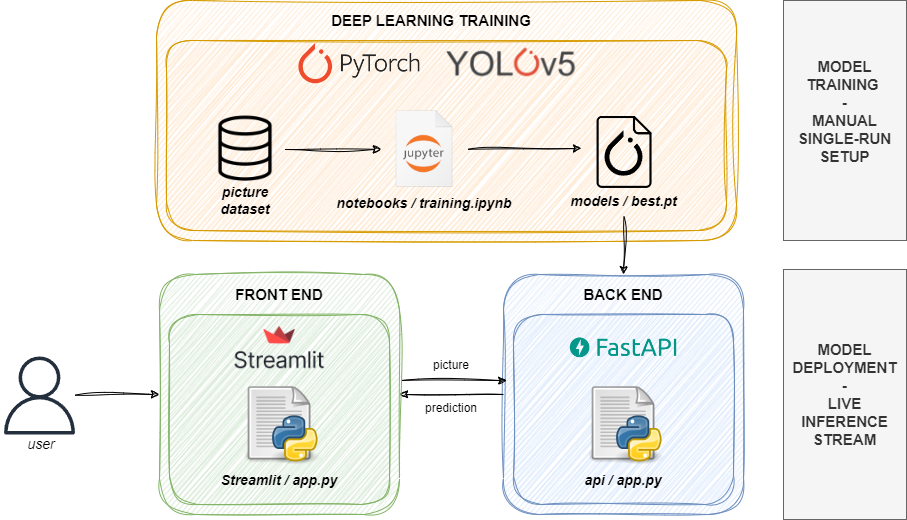 DEEP LEARNING TRAINING
PyTorch
YOLOv5
jupyter
picture
dataset
notebooks / training.ipynb
models / best.pt
MODEL
TRAINING
-
MANUAL
SINGLE-RUN
SETUP
FRONT END
Streamlit
Streamlit / app.py
user
picture
prediction
BACK END
FastAPI
api / app.py
MODEL
DEPLOYMENT
-
LIVE
INFERENCE
STREAM